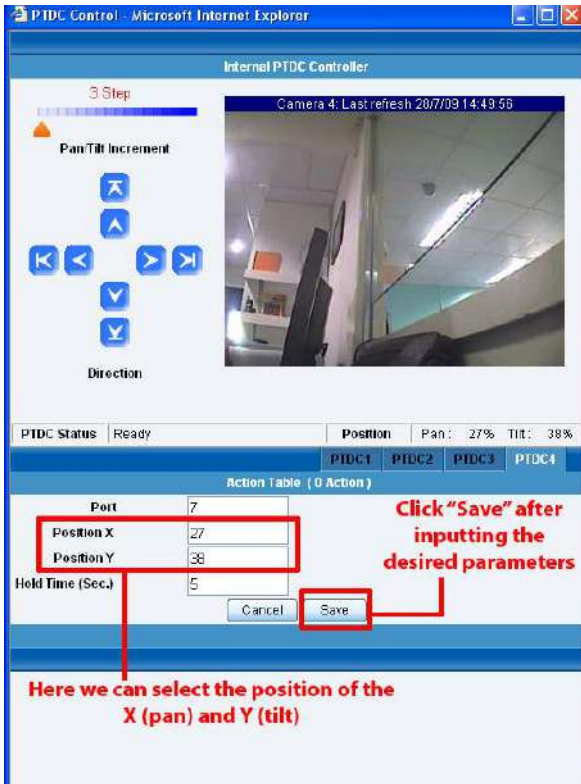 PTDC Control - Microsoft Internet Explorer
Internal PTDC Controller
3 Step
Pan/Tilt Increment
Direction
Camera 4: Last refresh 28/7/09 14:49:56
PTDC Status Ready Position Pan: 27% Tilt: 38%
PTDC1 PTDC2 PTDC3 PTDC4
Action Table ( 0 Action )
Port 7
Position X 27
Position Y 38
Hold Time (Sec.) 5
Cancel Save
Click "Save" after
inputting the
desired parameters
Here we can select the position of the
X (pan) and Y (tilt)